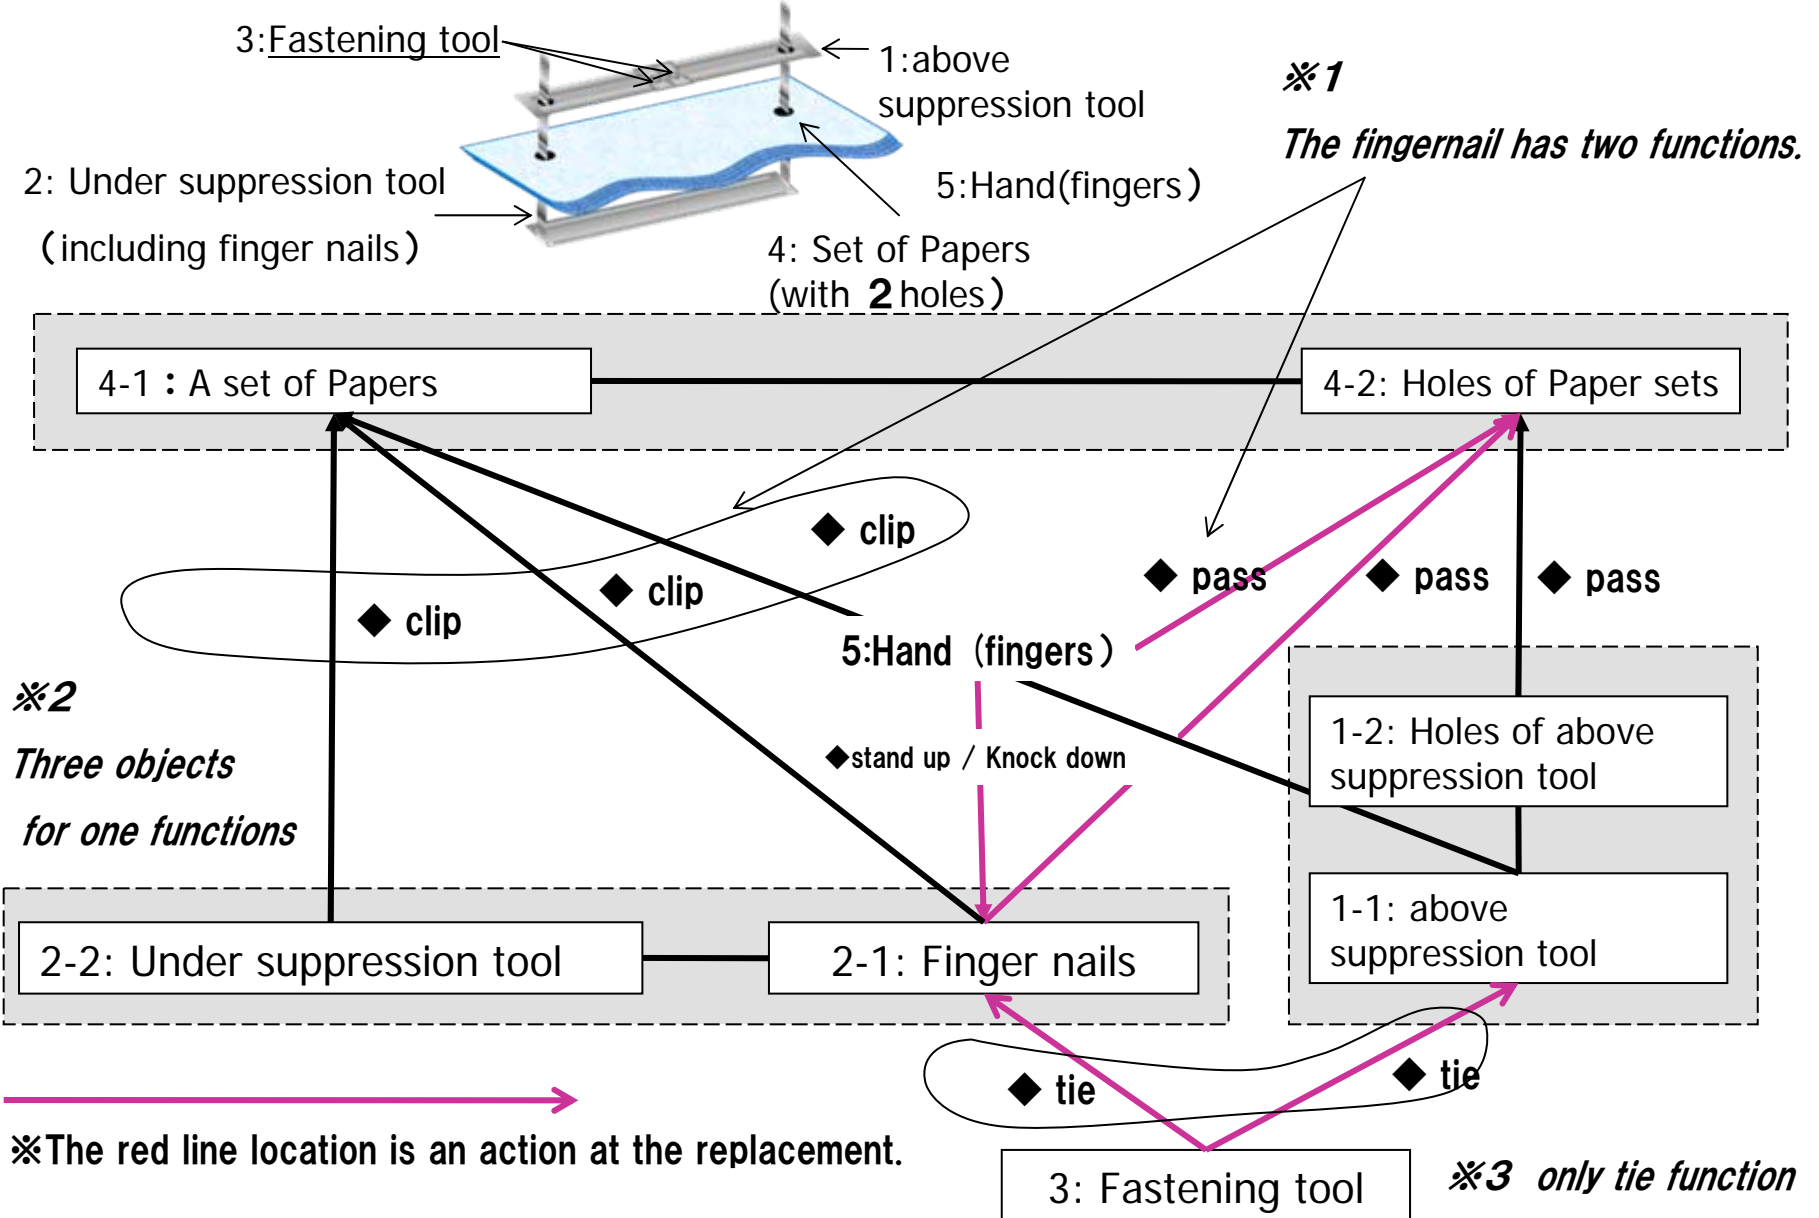 3:Fastening tool
1:above
suppression tool
※1
The fingernail has two functions.
2: Under suppression tool
(including finger nails)
5:Hand(fingers)
4: Set of Papers
(with 2 holes)
4-1：A set of Papers
4-2: Holes of Paper sets
◆ clip
◆ clip
◆ clip
◆ pass
◆ pass
◆ pass
5:Hand (fingers)
※2
Three objects
for one functions
◆stand up / Knock down
1-2: Holes of above
suppression tool
1-1: above
suppression tool
2-2: Under suppression tool
2-1: Finger nails
◆ tie
◆ tie
※The red line location is an action at the replacement.
3: Fastening tool
※3 only tie function